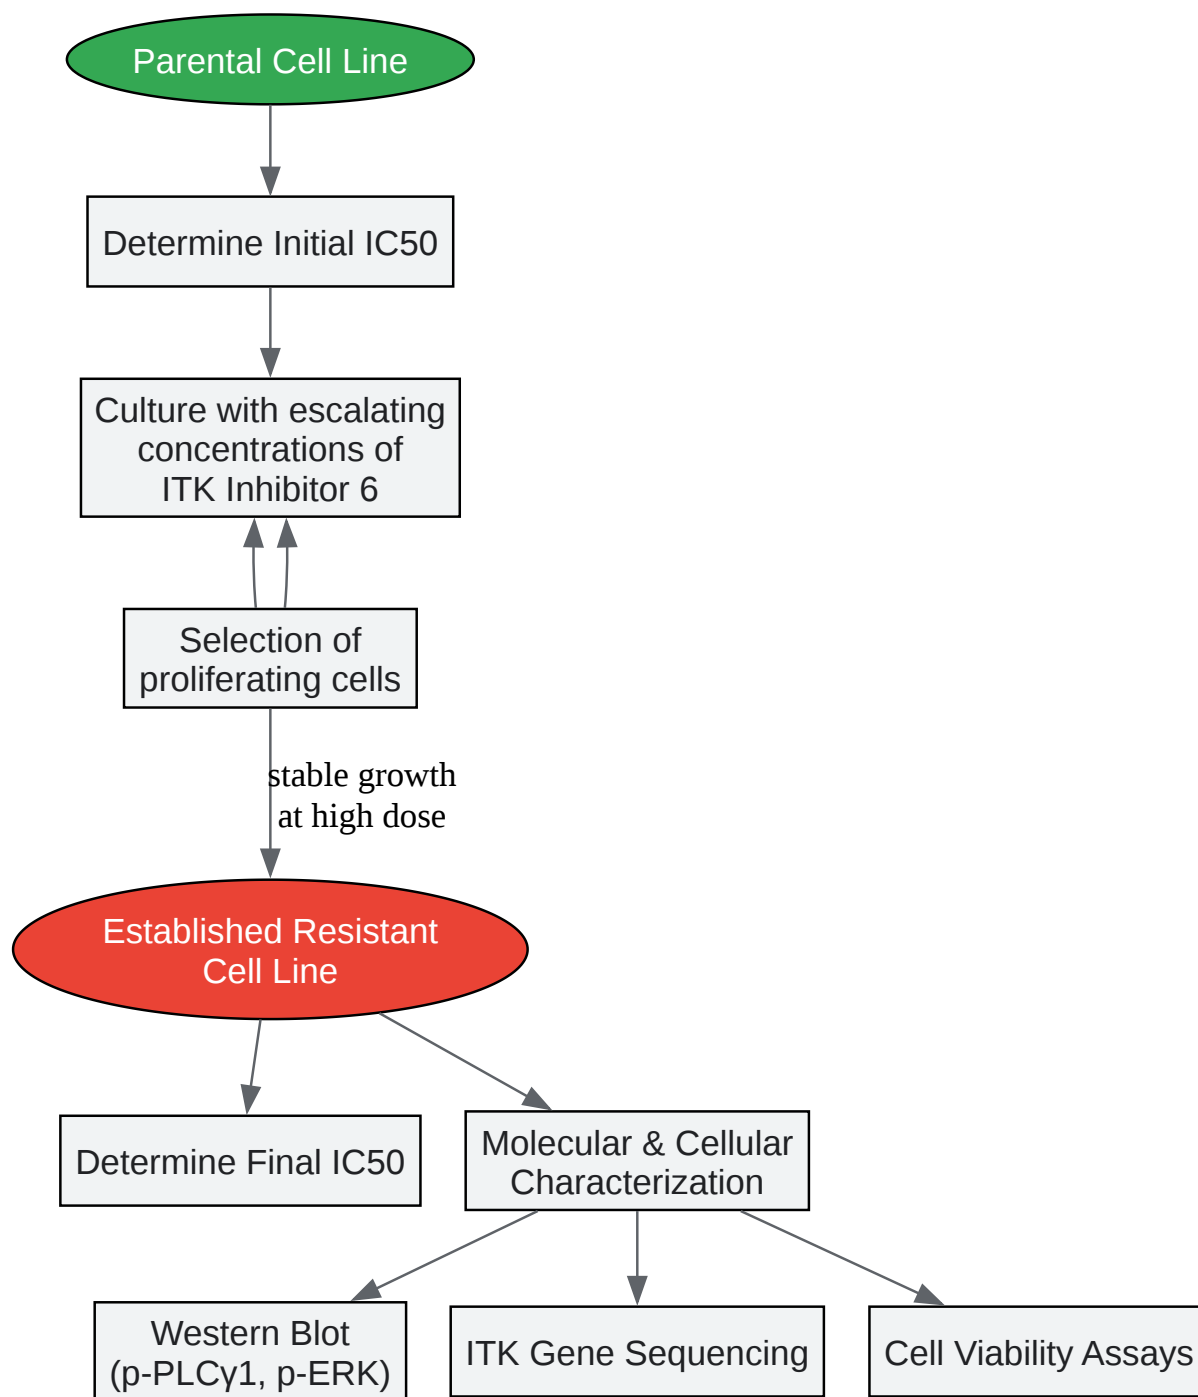 Parental Cell Line
Determine Initial IC50
Culture with escalating
concentrations of
ITK Inhibitor 6
Selection of
proliferating cells
stable growth
at high dose
Established Resistant
Cell Line
Determine Final IC50
Molecular & Cellular
Characterization
Western Blot
(p-PLCγ1, p-ERK)
ITK Gene Sequencing
Cell Viability Assays